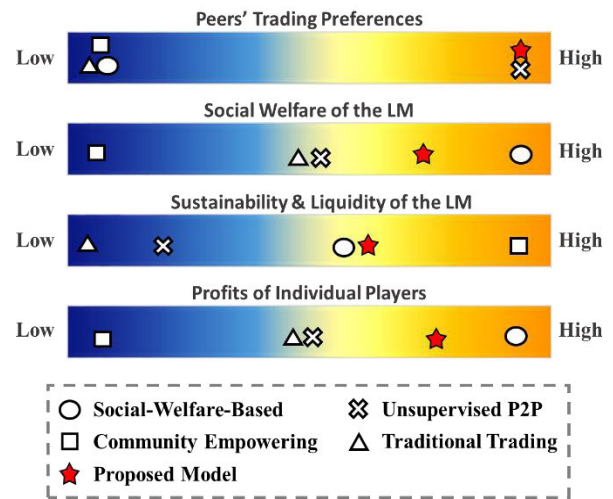 Peers' Trading Preferences
Low High
Social Welfare of the LM
Low High
Sustainability & Liquidity of the LM
Low High
Profits of Individual Players
Low High
Social-Welfare-Based Unsupervised P2P
Community Empowering Traditional Trading
Proposed Model